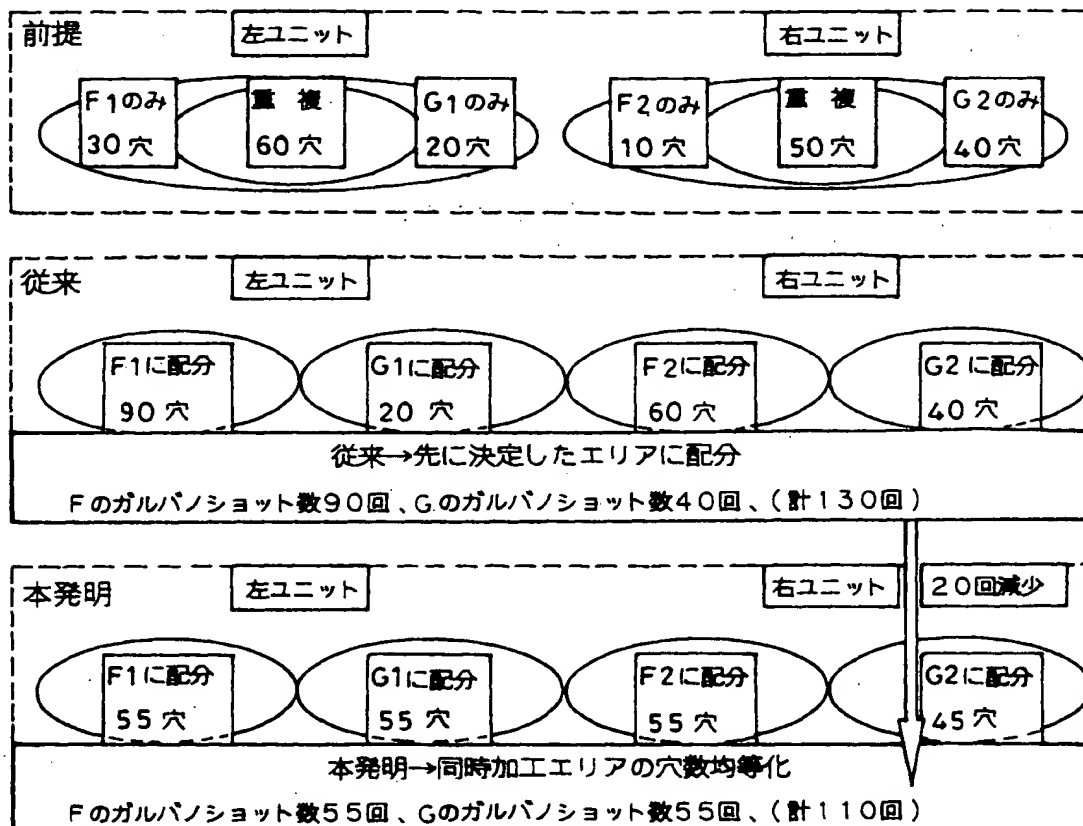 前提
左ユニット
右ユニット
F1のみ
30穴
重 複
60穴
G1のみ
20穴
F2のみ
10穴
重 複
50穴
G2のみ
40穴
従来
左ユニット
右ユニット
F1に配分
90穴
G1に配分
20 穴
F2に配分
60穴
G2に配分
40穴
従来→先に決定したエリアに配分
Fのガルバノショット数90回、Gのガルバノショット数40回、(計130回)
本発明
左ユニット
右ユニット
20回減少
F1に配分
55穴
G1に配分
55 穴
F2に配分
55 穴
G2に配分
45穴
本発明→同時加工エリアの穴数均等化
Fのガルバノショット数55回、Gのガルバノショット数55回、(計110回)